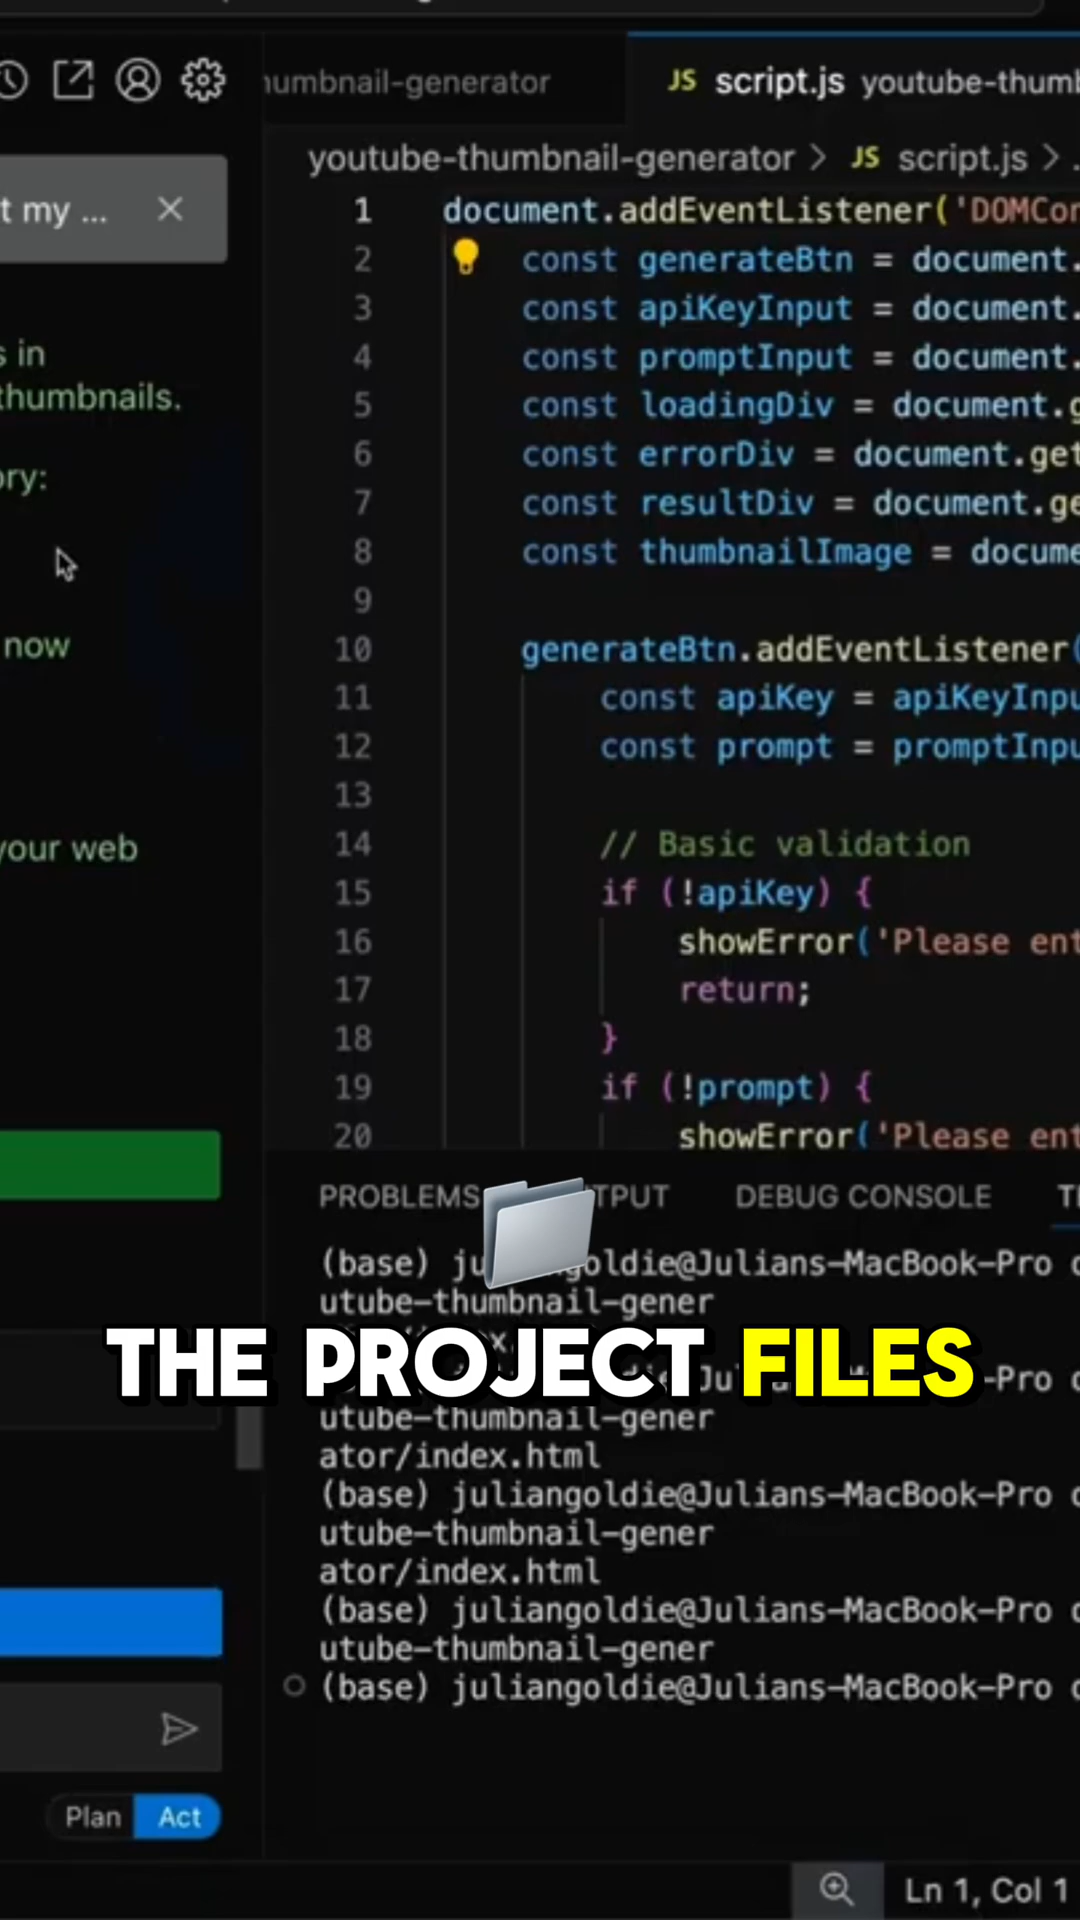 humbnail-generator
JS script.js youtube-thumb
youtube-thumbnail-generator > JS script.js > .
t my ... ×
s in
thumbnails.
ory:
now
your web
1 document.addEventListener('DOMCon
2 const generateBtn = document.
3 const apiKeyInput = document.
4 const promptInput = document.
5 const loadingDiv = document.g
6 const errorDiv = document.get
7 const resultDiv = document.ge
8 const thumbnailImage = docume
9
10 generateBtn.addEventListener(
11 const apiKey = apiKeyInpu
12 const prompt = promptInpu
13
14 // Basic validation
15 if (!apiKey) {
16 showError('Please ent
17 return;
18 }
19 if (!prompt) {
20 showError('Please ent
PROBLEMS TPUT DEBUG CONSOLE TE
(base) ju goldie@Julians-MacBook-Pro
utube-thumbnail-gener
THE PROJECT FILES
-Pro
utube-thumbnail-gener
ator/index.html
(base) juliangoldie@Julians-MacBook-Pro
utube-thumbnail-gener
ator/index.html
(base) juliangoldie@Julians-MacBook-Pro
utube-thumbnail-gener
(base) juliangoldie@Julians-MacBook-Pro
Plan Act
Ln 1, Col 1